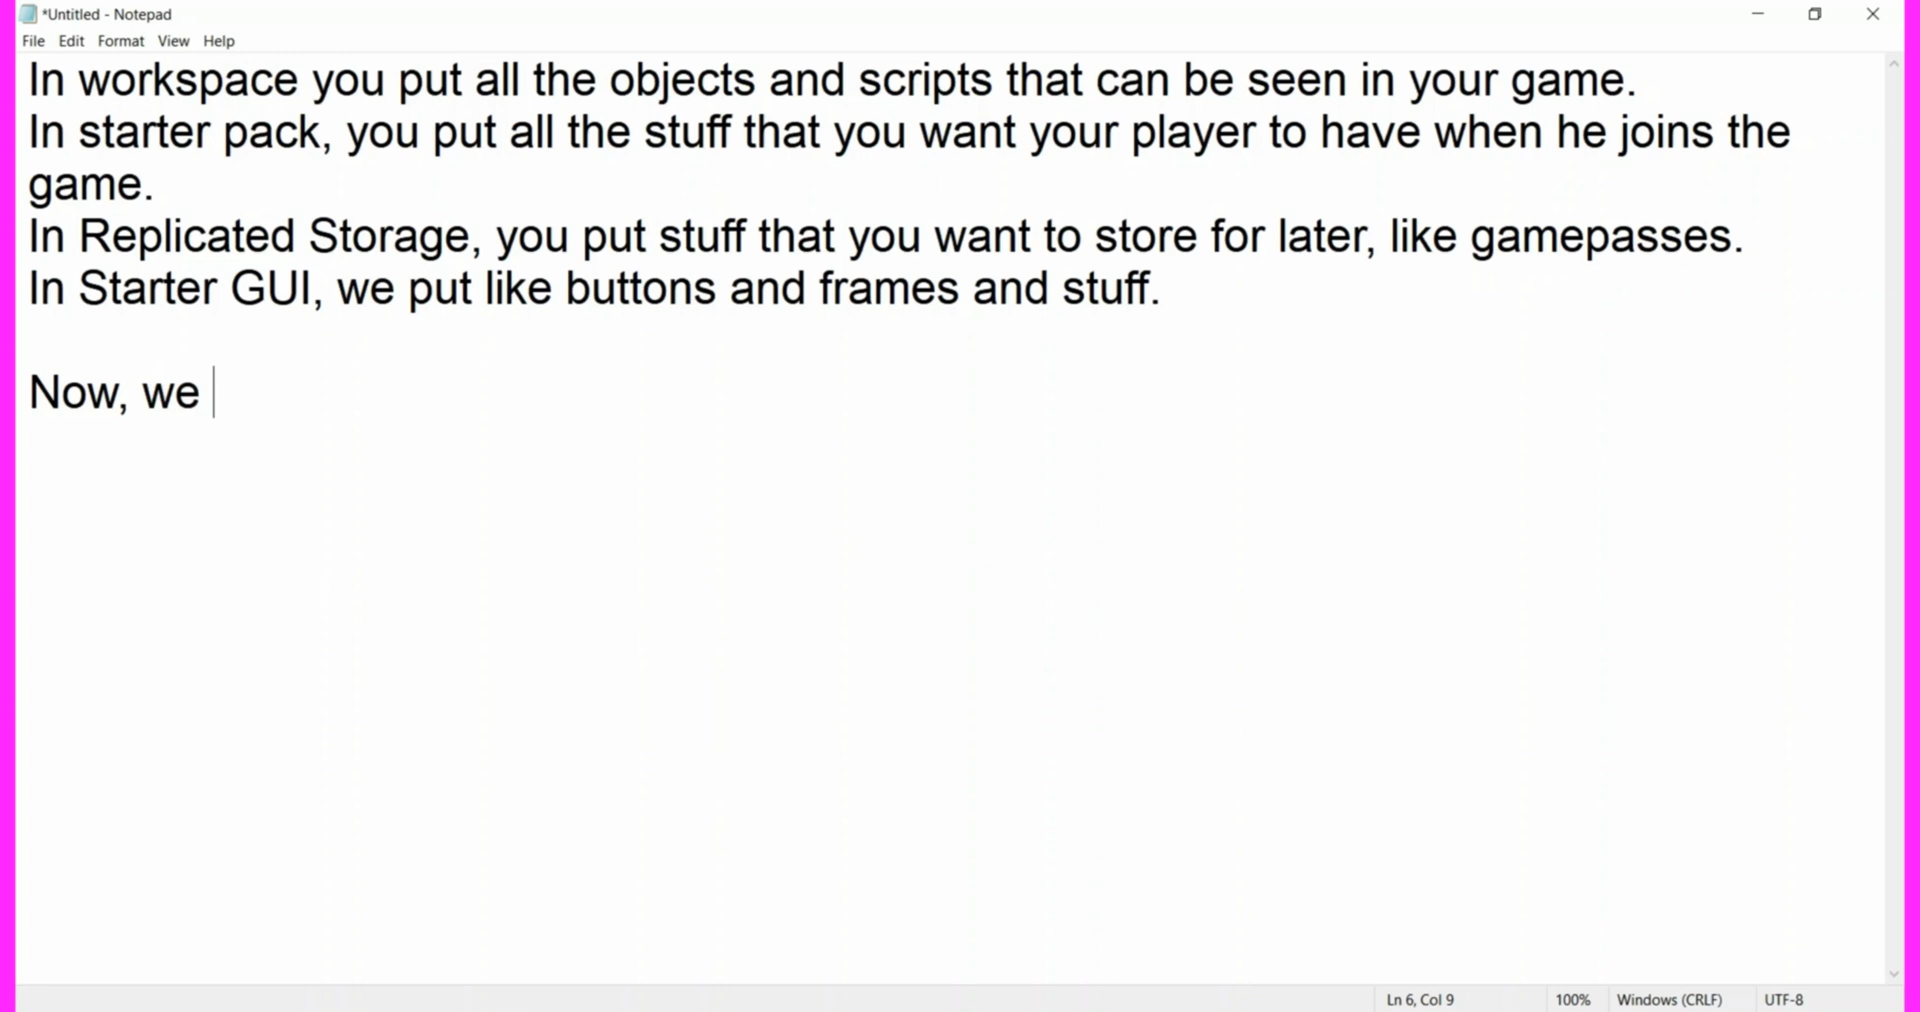 *Untitled - Notepad
File Edit Format View Help
In workspace you put all the objects and scripts that can be seen in your game.
In starter pack, you put all the stuff that you want your player to have when he joins the
game.
In Replicated Storage, you put stuff that you want to store for later, like gamepasses.
In Starter GUI, we put like buttons and frames and stuff.
Now, we
Ln 6, Col 9 100% Windows (CRLF) UTF-8